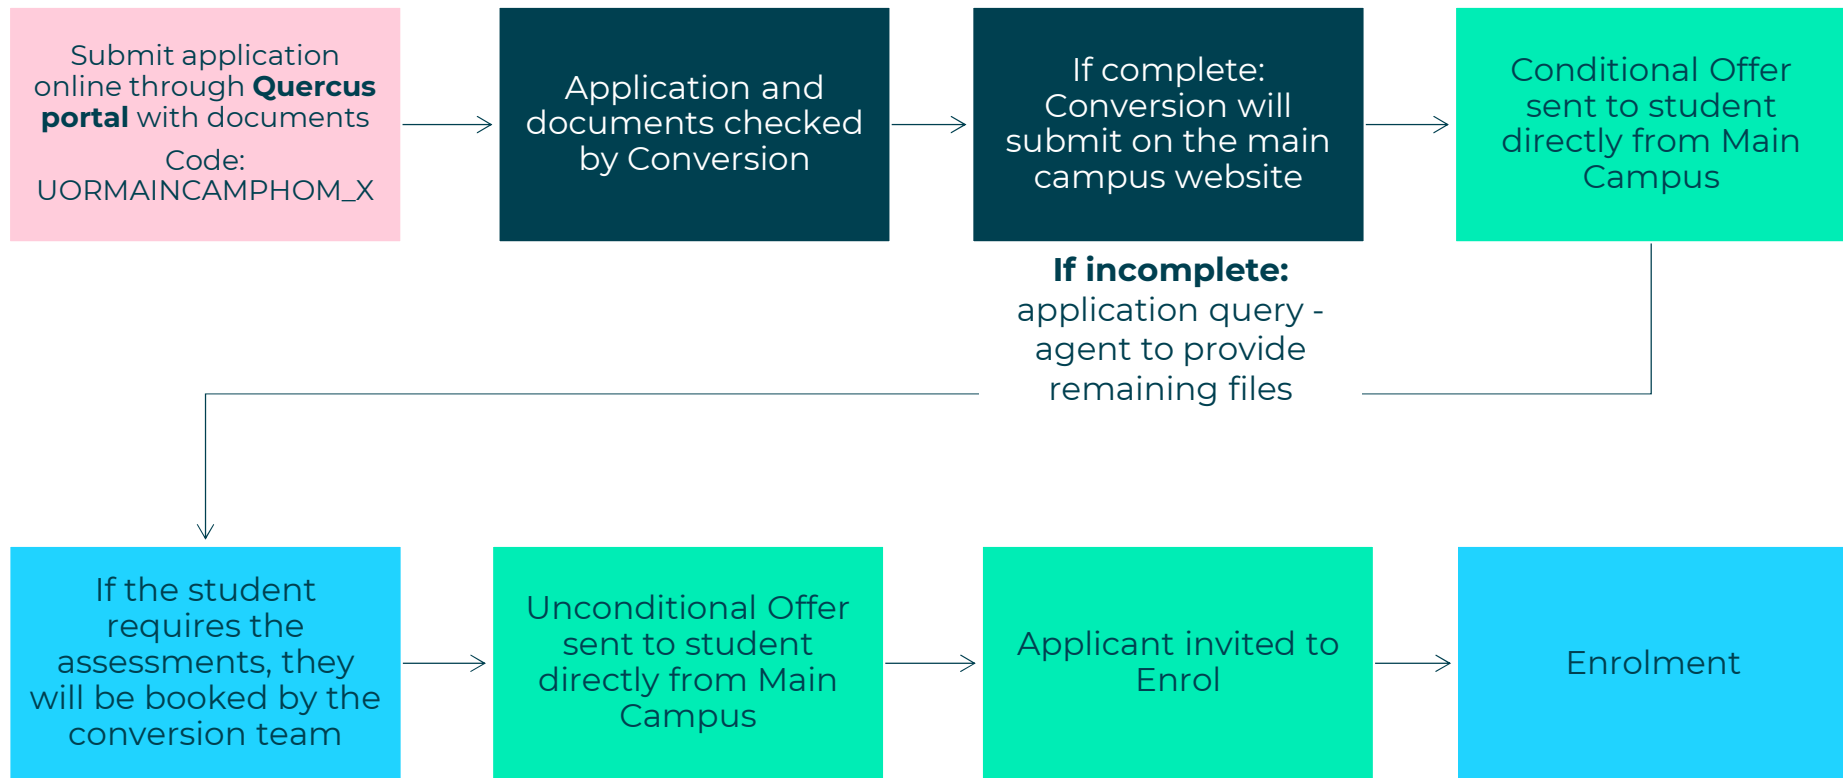 Submit application
online through Quercus
portal with documents
Code:
UORMAINCAMPHOM_X
Application and
documents checked
by Conversion
If complete:
Conversion will
submit on the main
campus website
Conditional Offer
sent to student
directly from Main
Campus
If incomplete:
application query -
agent to provide
remaining files
If the student
requires the
assessments, they
will be booked by the
conversion team
Unconditional Offer
sent to student
directly from Main
Campus
Applicant invited to
Enrol
Enrolment